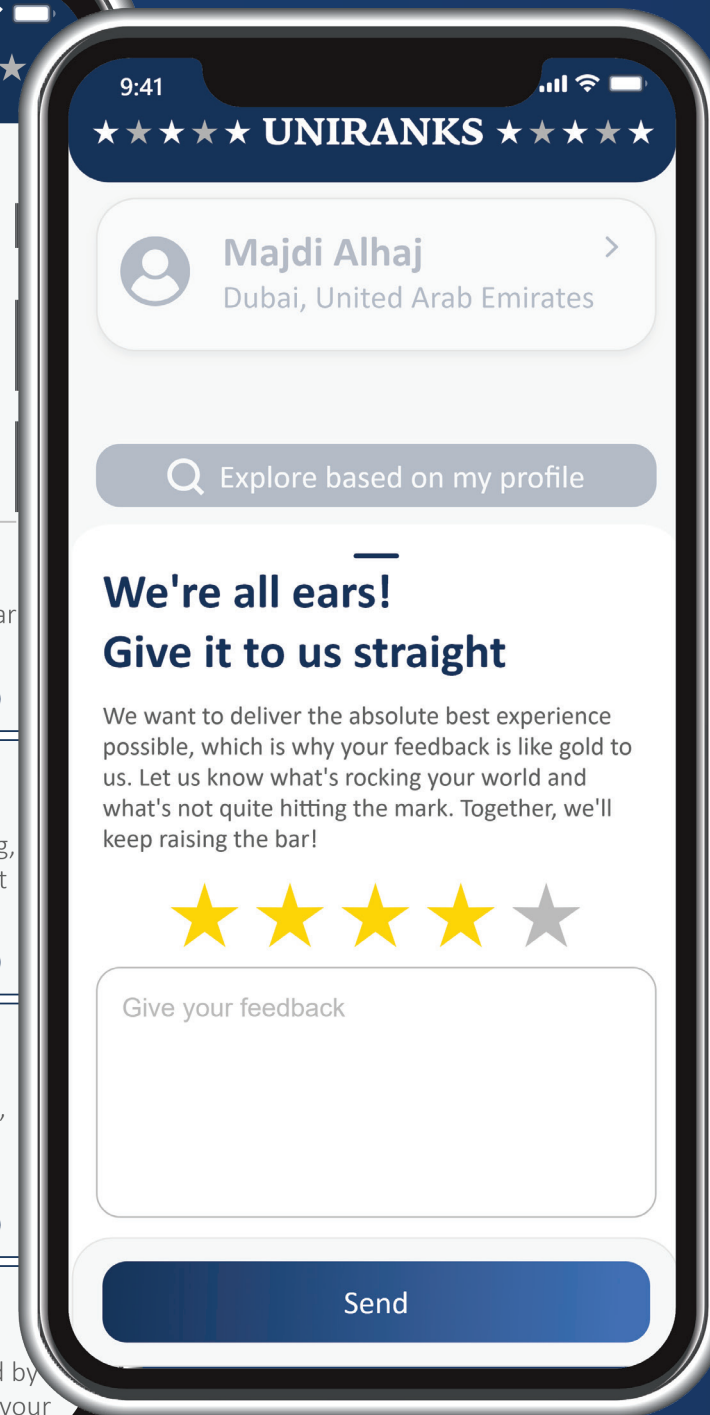 9:41
UNIRANKS
Majdi Alhaj
Dubai, United Arab Emirates
Explore based on my profile
We're all ears!
Give it to us straight
We want to deliver the absolute best experience
possible, which is why your feedback is like gold to
us. Let us know what's rocking your world and
what's not quite hitting the mark. Together, we'll
keep raising the bar!
Give your feedback
Send
by
your